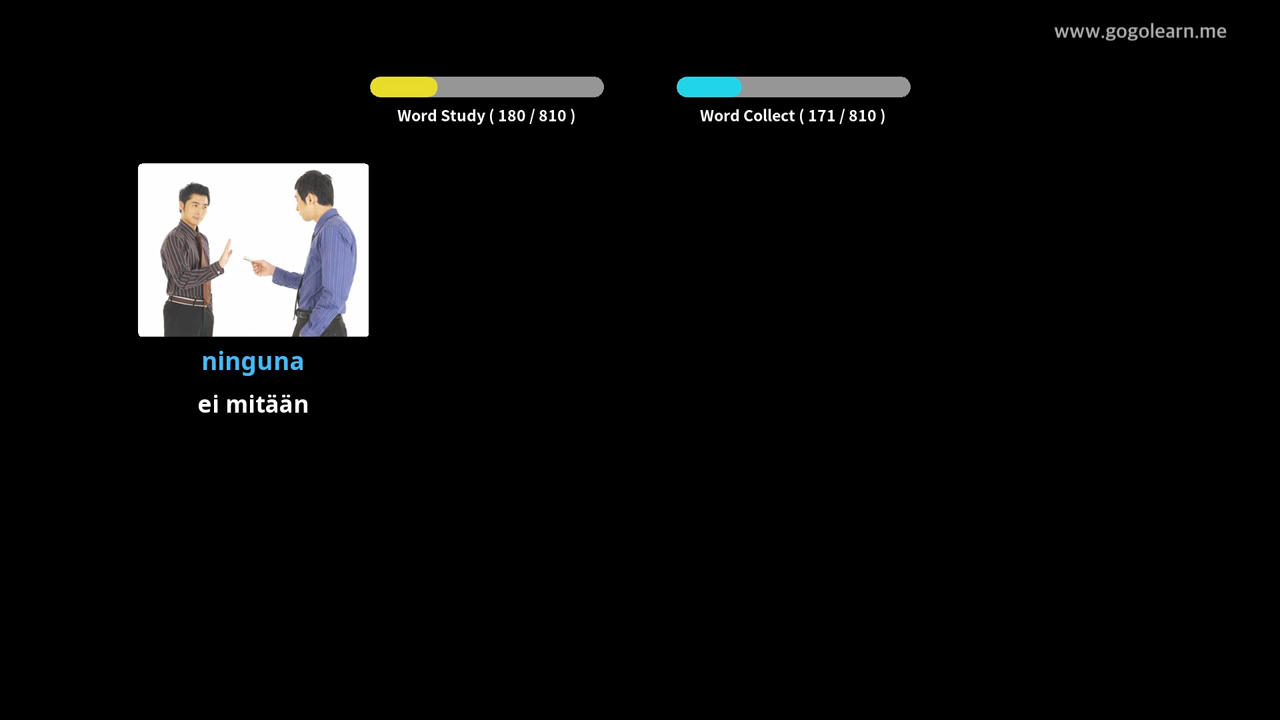 www.gogolearn.me
Word Study ( 180 / 810 )
Word Collect ( 171 / 810 )
ninguna
ei mitään